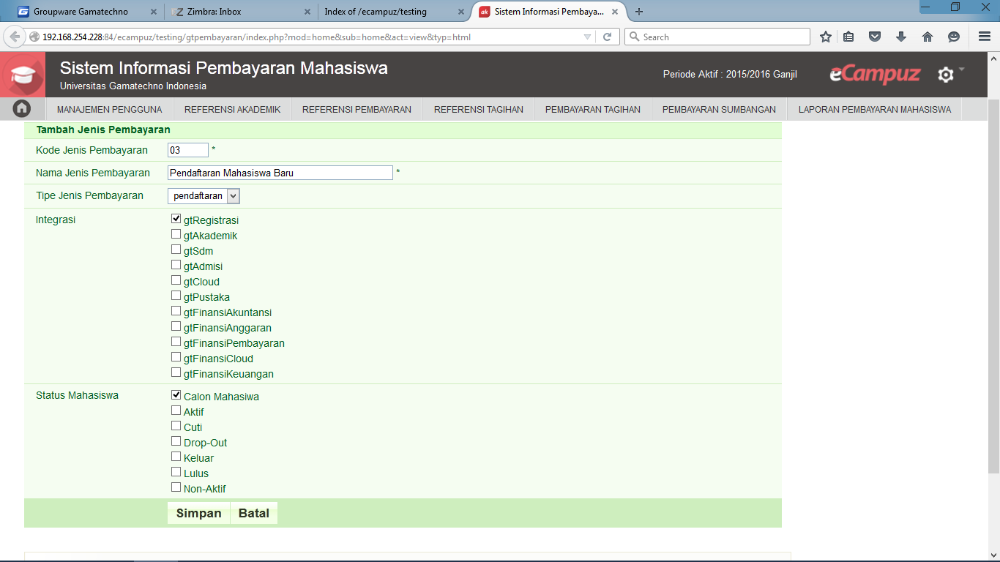 Groupware Gamatechno
Zimbra: Inbox
Index of /ecampuz/testing
Sistem Informasi Pembaya...
192.168.254.228:84/ecampuz/testing/gtpembayaran/index.php?mod=home&sub=home&act=view&typ=html
Search
Sistem Informasi Pembayaran Mahasiswa
Universitas Gamatechno Indonesia
Periode Aktif : 2015/2016 Ganjil
eCampuz
MANAJEMEN PENGGUNA
REFERENSI AKADEMIK
REFERENSI PEMBAYARAN
REFERENSI TAGIHAN
PEMBAYARAN TAGIHAN
PEMBAYARAN SUMBANGAN
LAPORAN PEMBAYARAN MAHASISWA
Tambah Jenis Pembayaran
Kode Jenis Pembayaran 03 *
Nama Jenis Pembayaran Pendaftaran Mahasiswa Baru *
Tipe Jenis Pembayaran pendaftaran
Integrasi gtRegistrasi
gtAkademik
gtSdm
gtAdmisi
gtCloud
gtPustaka
gtFinansiAkuntansi
gtFinansiAnggaran
gtFinansiPembayaran
gtFinansiCloud
gtFinansiKeuangan
Status Mahasiswa Calon Mahasiwa
Aktif
Cuti
Drop-Out
Keluar
Lulus
Non-Aktif
Simpan Batal